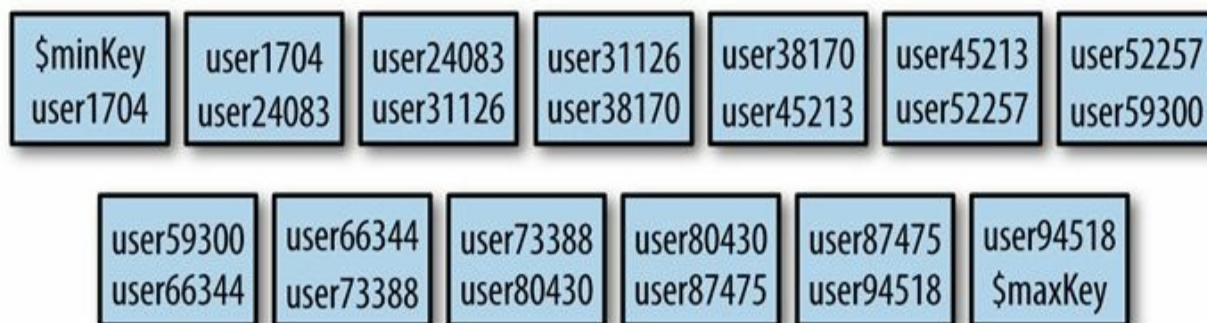 $minKey
user1704
user1704
user24083
user24083
user31126
user31126
user38170
user38170
user45213
user45213
user52257
user52257
user59300
user59300
user66344
user66344
user73388
user73388
user80430
user80430
user87475
user87475
user94518
user94518
$maxKey